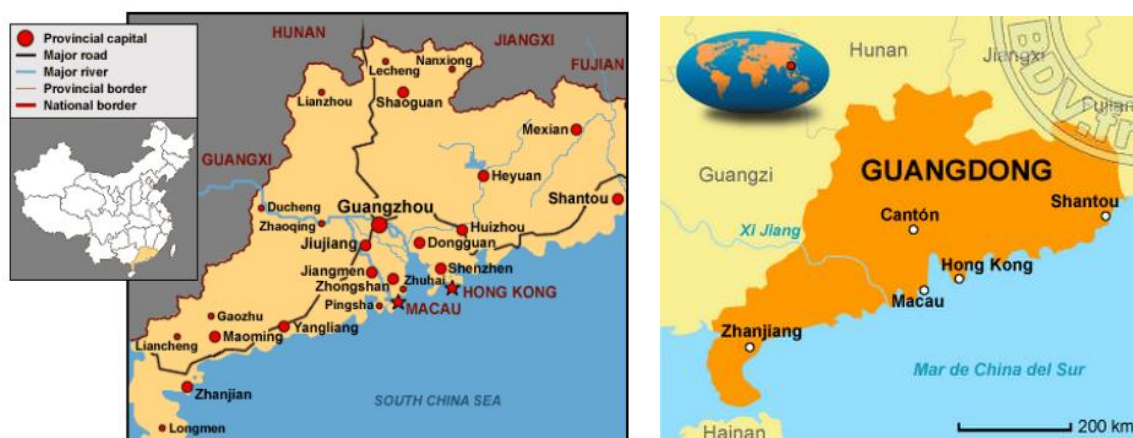 Provincial capital
Major road
Major river
Provincial border
National border
HUNAN
JIANGXI
FUJIAN
GUANGXI
Nanxiong
Lecheng
Lianzhou
Shaoguan
Mexian
Heyuan
Shantou
Ducheng
Guangzhou
Zhaoqing
Huizhou
Jiujiang
Dongguan
Jiangmen
Shenzhen
Zhongshan
Zhuhai
HONG KONG
Pingsha
MACAU
Gaozhu
Yangliang
Liancheng
Maoming
Zhanjian
SOUTH CHINA SEA
Longmen
Hunan
Jiangxi
Fujian
BDV.fr
Guangzi
GUANGDONG
Shantou
Cantón
Xi Jiang
Hong Kong
Macau
Zhanjiang
Mar de China del Sur
Hainan
200 km